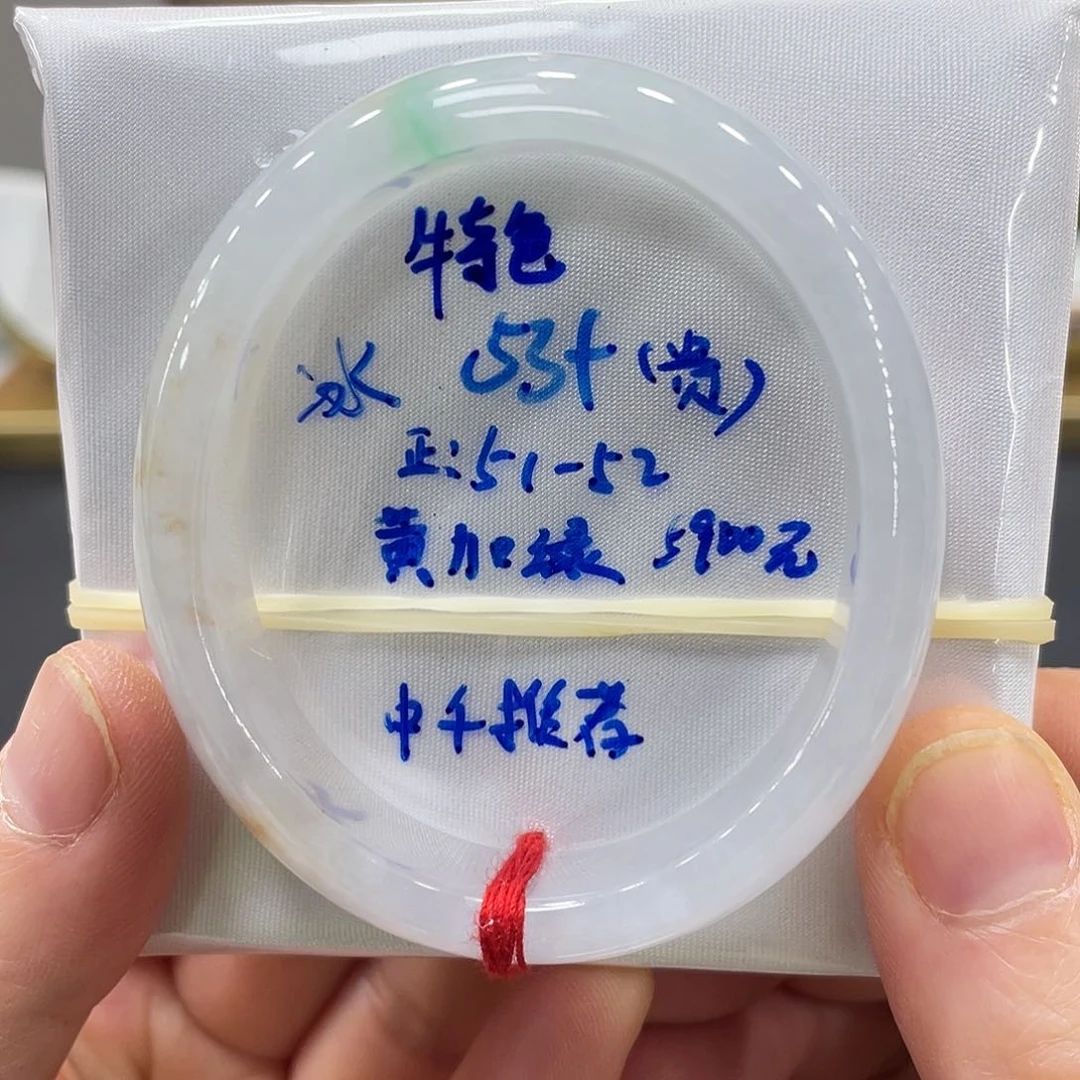 特色
冰 53+ (贵)
正:51-52
黄加绿 5900元
中千推荐